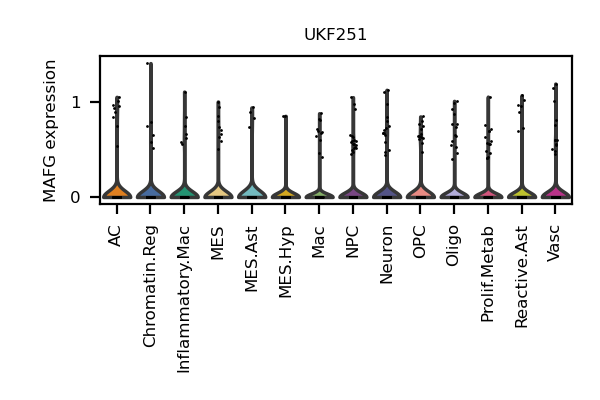 UKF251
MAFG expression
1
0
AC
Chromatin.Reg
Inflammatory.Mac
MES
MES.Ast
MES.Hyp
Mac
NPC
Neuron
OPC
Oligo
Prolif.Metab
Reactive.Ast
Vasc